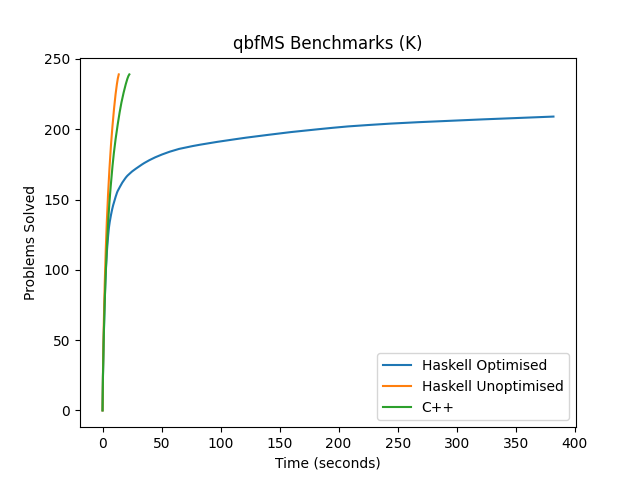 qbfMS Benchmarks (K)
250
200
150
100
50
0
Problems Solved
0 50 100 150 200 250 300 350 400
Time (seconds)
Haskell Optimised
Haskell Unoptimised
C++